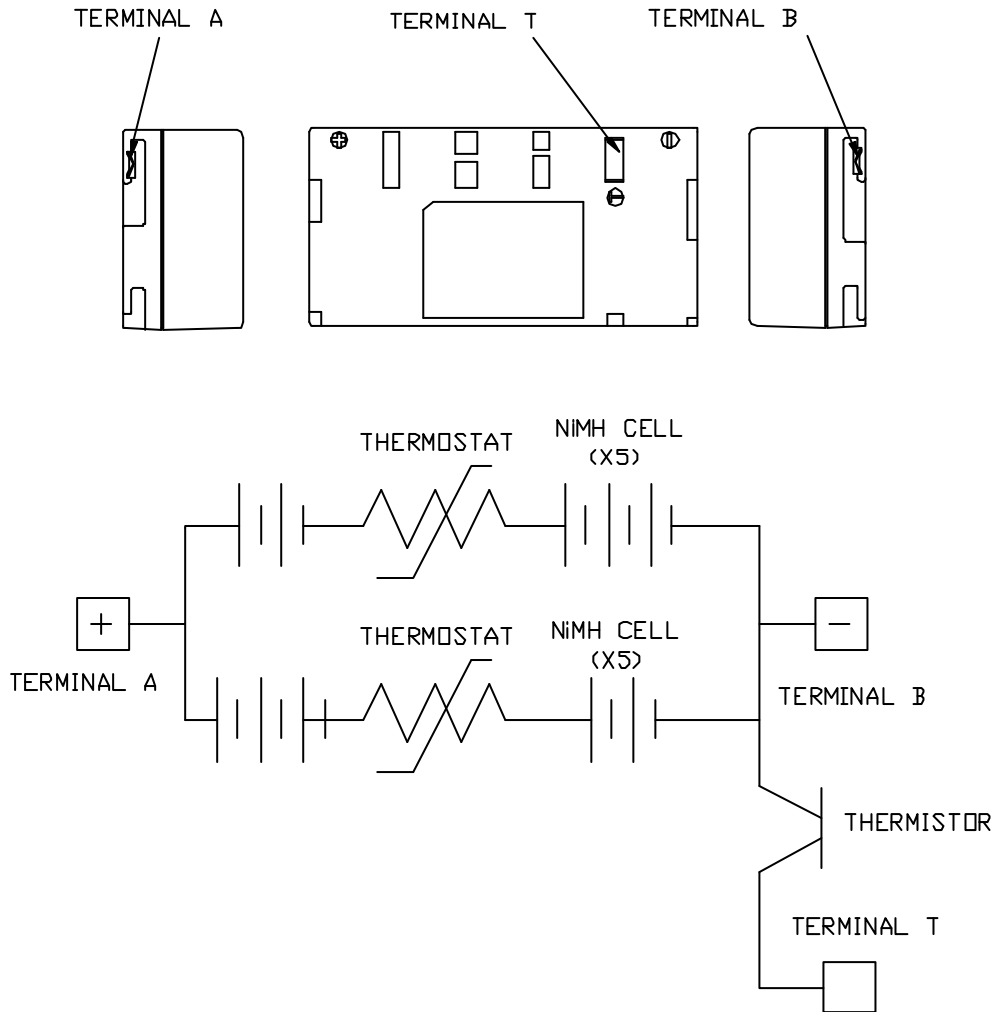 TERMINAL A
TERMINAL T
TERMINAL B
THERMOSTAT
NiMH CELL
(X5)
+
-
THERMOSTAT
NiMH CELL
(X5)
TERMINAL A
TERMINAL B
THERMISTOR
TERMINAL T